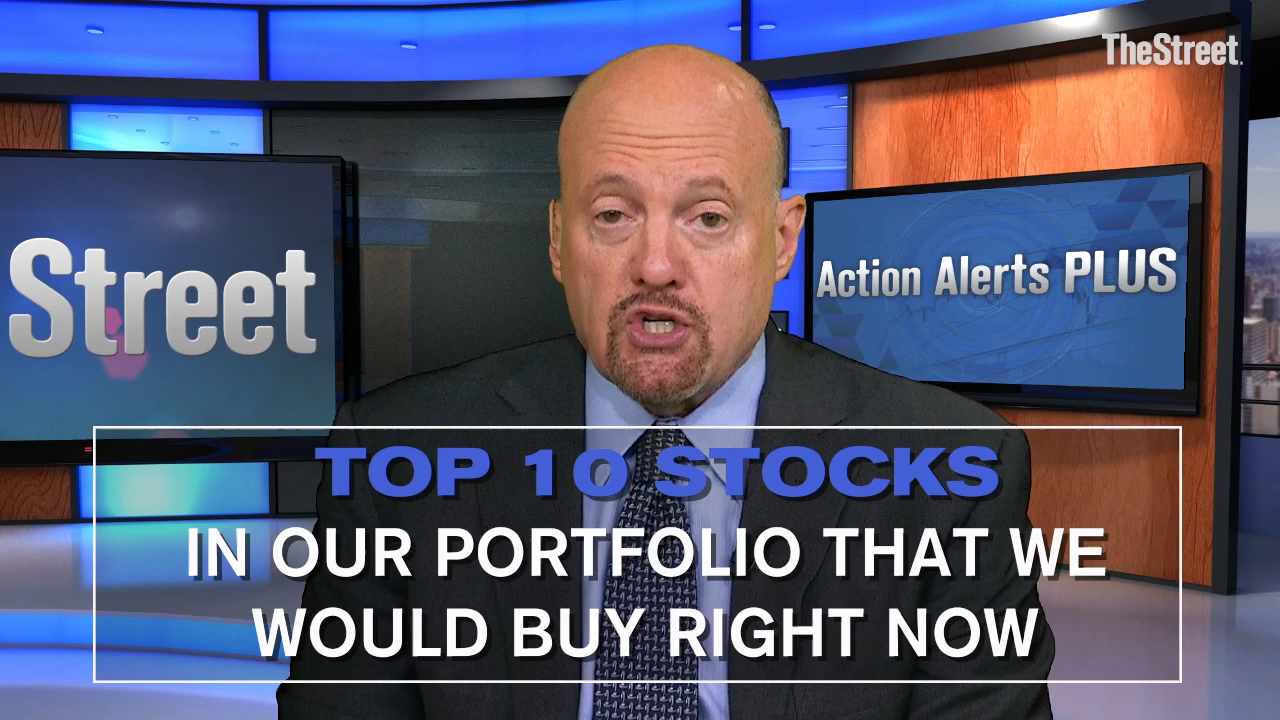 TheStreet.
Street
Action Alerts PLUS
TOP 10 STOCKS
IN OUR PORTFOLIO THAT WE
WOULD BUY RIGHT NOW